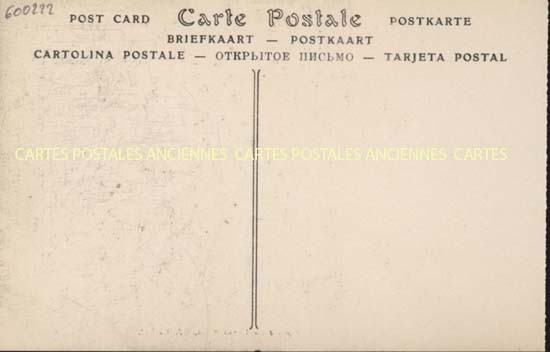 600222
POST CARD Carte Postale POSTKARTE
BRIEFKAART — POSTKAART
CARTOLINA POSTALE — ОТКРЫТОЕ ПИСЬМО — TARJETA POSTAL
CARTES POSTALES ANCIENNES CARTES POSTALES ANCIENNES CARTES